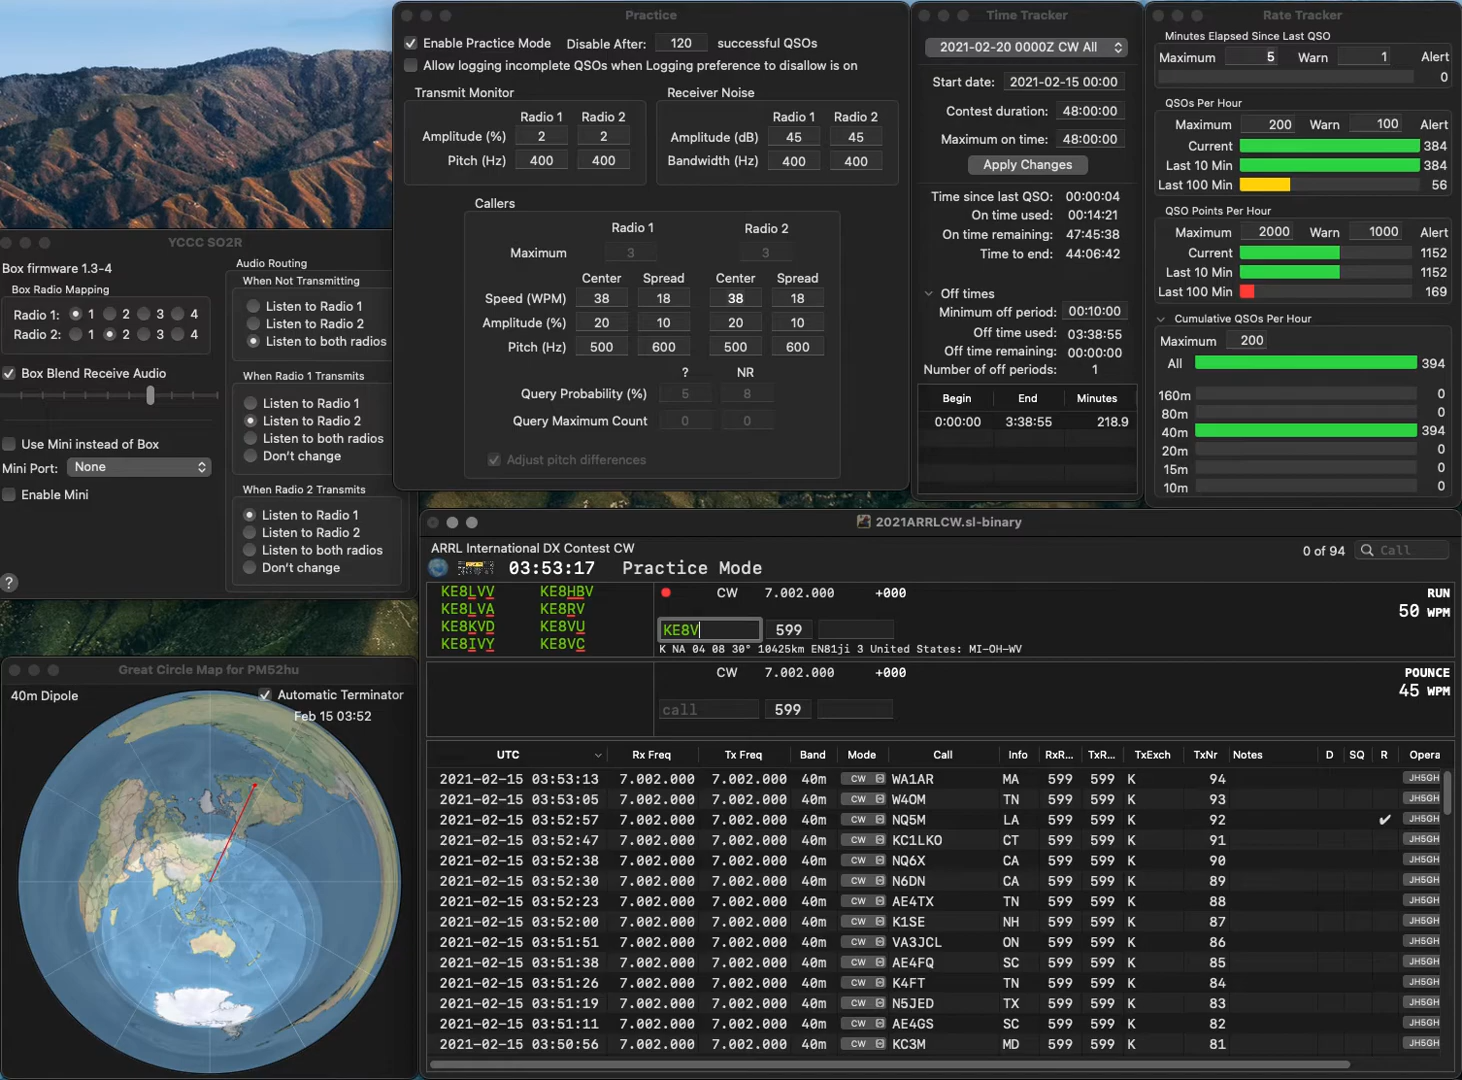 Practice
Enable Practice Mode Disable After: 120 successful QSOs
Allow logging incomplete QSOs when Logging preference to disallow is on
Transmit Monitor
Radio 1 Radio 2
Amplitude (%) 2 2
Pitch (Hz) 400 400
Receiver Noise
Radio 1 Radio 2
Amplitude (dB) 45 45
Bandwidth (Hz) 400 400
Callers
Radio 1 Radio 2
Maximum 3 3
Center Spread Center Spread
Speed (WPM) 38 18 38 18
Amplitude (%) 20 10 20 10
Pitch (Hz) 500 600 500 600
? NR
Query Probability (%) 5 8
Query Maximum Count 0 0
Adjust pitch differences
Time Tracker
2021-02-20 0000Z CW All
Start date: 2021-02-15 00:00
Contest duration: 48:00:00
Maximum on time: 48:00:00
Apply Changes
Time since last QSO: 00:00:04
On time used: 00:14:21
On time remaining: 47:45:38
Time to end: 44:06:42
Off times
Minimum off period: 00:10:00
Off time used: 03:38:55
Off time remaining: 00:00:00
Number of off periods: 1
Begin End Minutes
0:00:00 3:38:55 218.9
Rate Tracker
Minutes Elapsed Since Last QSO
Maximum 5 Warn 1 Alert
0
QSOs Per Hour
Maximum 200 Warn 100 Alert
Current 384
Last 10 Min 384
Last 100 Min 56
QSO Points Per Hour
Maximum 2000 Warn 1000 Alert
Current 1152
Last 10 Min 1152
Last 100 Min 169
Cumulative QSOs Per Hour
Maximum 200
All 394
160m 0
80m 0
40m 394
20m 0
15m 0
10m 0
YCCC SO2R
Box firmware 1.3-4
Box Radio Mapping
Radio 1: 1 2 3 4
Radio 2: 1 2 3 4
Box Blend Receive Audio
Use Mini instead of Box
Mini Port: None
Enable Mini
?
Audio Routing
When Not Transmitting
Listen to Radio 1
Listen to Radio 2
Listen to both radios
When Radio 1 Transmits
Listen to Radio 1
Listen to Radio 2
Listen to both radios
Don't change
When Radio 2 Transmits
Listen to Radio 1
Listen to Radio 2
Listen to both radios
Don't change
Great Circle Map for PM52hu
40m Dipole Automatic Terminator
Feb 15 03:52
2021ARRLCW.sl-binary
ARRL International DX Contest CW 0 of 94 Call
03:53:17 Practice Mode
KE8LVV KE8HBV
KE8LVA KE8RV
KE8KVD KE8VU
KE8IVY KE8VC
CW 7.002.000 +000 RUN
50 WPM
KE8V 599
K NA 04 08 30° 10425km EN81ji 3 United States: MI-OH-WV
CW 7.002.000 +000 POUNCE
45 WPM
call 599
UTC Rx Freq Tx Freq Band Mode Call Info RxR... TxR... TxExch TxNr Notes D SQ R Opera
2021-02-15 03:53:13 7.002.000 7.002.000 40m CW WA1AR MA 599 599 K 94 JH5GH
2021-02-15 03:53:05 7.002.000 7.002.000 40m CW W4OM TN 599 599 K 93 JH5GH
2021-02-15 03:52:57 7.002.000 7.002.000 40m CW NQ5M LA 599 599 K 92 ✔ JH5GH
2021-02-15 03:52:47 7.002.000 7.002.000 40m CW KC1LKO CT 599 599 K 91 JH5GH
2021-02-15 03:52:38 7.002.000 7.002.000 40m CW NQ6X CA 599 599 K 90 JH5GH
2021-02-15 03:52:30 7.002.000 7.002.000 40m CW N6DN CA 599 599 K 89 JH5GH
2021-02-15 03:52:23 7.002.000 7.002.000 40m CW AE4TX TN 599 599 K 88 JH5GH
2021-02-15 03:52:00 7.002.000 7.002.000 40m CW K1SE NH 599 599 K 87 JH5GH
2021-02-15 03:51:51 7.002.000 7.002.000 40m CW VA3JCL ON 599 599 K 86 JH5GH
2021-02-15 03:51:38 7.002.000 7.002.000 40m CW AE4FQ SC 599 599 K 85 JH5GH
2021-02-15 03:51:26 7.002.000 7.002.000 40m CW K4FT TN 599 599 K 84 JH5GH
2021-02-15 03:51:19 7.002.000 7.002.000 40m CW N5JED TX 599 599 K 83 JH5GH
2021-02-15 03:51:11 7.002.000 7.002.000 40m CW AE4GS SC 599 599 K 82 JH5GH
2021-02-15 03:50:56 7.002.000 7.002.000 40m CW KC3M MD 599 599 K 81 JH5GH